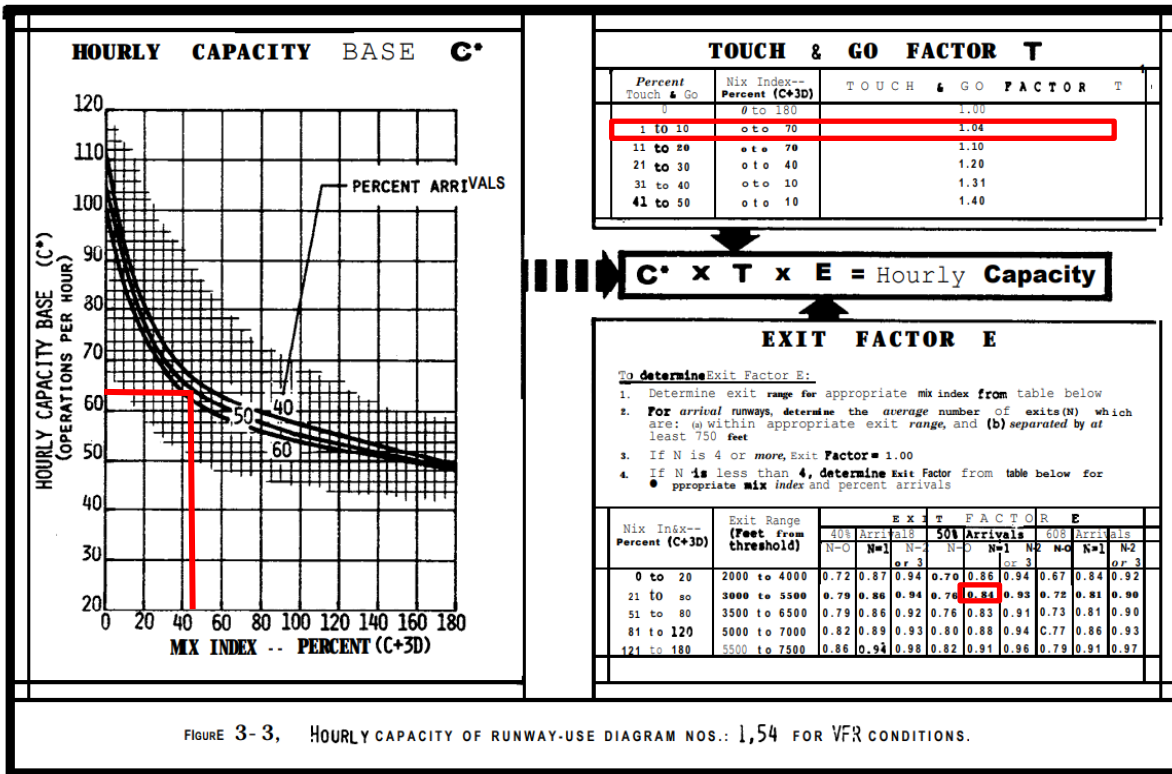 HOURLY CAPACITY BASE C*
120
110
100
90
80
70
60
50
40
30
20
HOURLY CAPACITY BASE (C*)
(OPERATIONS PER HOUR)
PERCENT ARRIVALS
40
50
60
0 20 40 60 80 100 120 140 160 180
MIX INDEX -- PERCENT (C+3D)
TOUCH & GO FACTOR T
Percent Touch & Go
Nix Index-- Percent (C+3D)
TOUCH & GO FACTOR T
0 0 to 180 1.00
1 to 10 o to 70 1.04
11 to 20 o to 70 1.10
21 to 30 o to 40 1.20
31 to 40 o to 10 1.31
41 to 50 o to 10 1.40
C* X T x E = Hourly Capacity
EXIT FACTOR E
To determine Exit Factor E:
1. Determine exit range for appropriate mix index from table below
2. For arrival runways, determine the average number of exits (N) which
are: (a) within appropriate exit range, and (b) separated by at
least 750 feet
3. If N is 4 or more, Exit Factor = 1.00
4. If N is less than 4, determine Exit Factor from table below for
● ppropriate mix index and percent arrivals
Nix In&x--
Percent (C+3D)
Exit Range
(Feet from
threshold)
EXIT FACTOR E
40% Arrival8 50% Arrivals 608 Arrivals
N-O N=1 N-2 N-O N=1 N-2 N-O N=1 N-2
or 3 or 3 or 3
0 to 20 2000 to 4000 0.72 0.87 0.94 0.70 0.86 0.94 0.67 0.84 0.92
21 to so 3000 to 5500 0.79 0.86 0.94 0.76 0.84 0.93 0.72 0.81 0.90
51 to 80 3500 to 6500 0.79 0.86 0.92 0.76 0.83 0.91 0.73 0.81 0.90
81 to 120 5000 to 7000 0.82 0.89 0.93 0.80 0.88 0.94 C.77 0.86 0.93
121 to 180 5500 to 7500 0.86 0.94 0.98 0.82 0.91 0.96 0.79 0.91 0.97
FIgurE 3-3, HOURLY CAPACITY OF RUNWAY-USE DIAGRAM NOS.: 1,54 FOR VFR CONDITIONS.